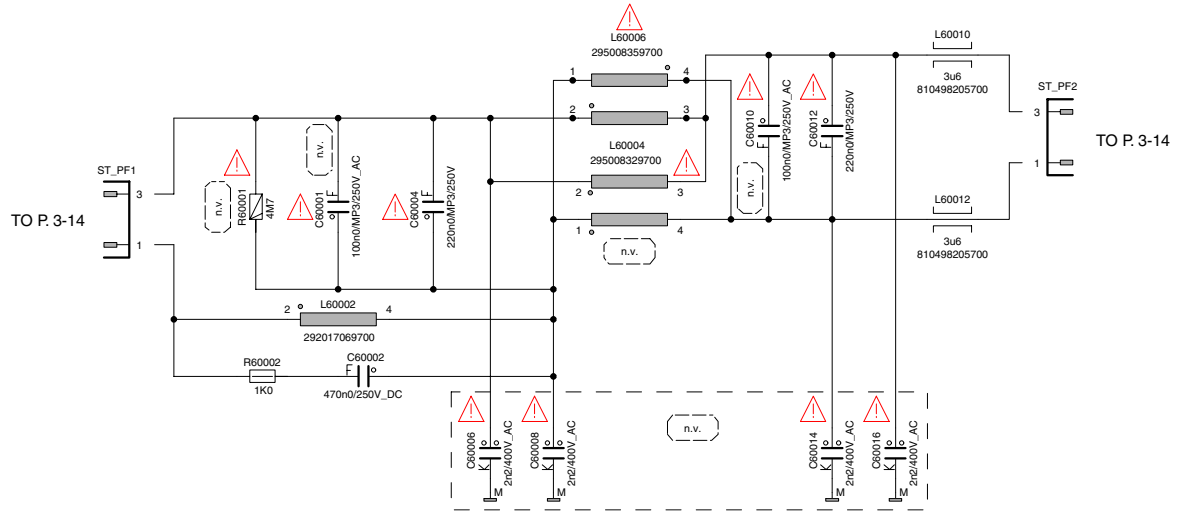 L60006
295008359700
1
4
2
3
L60004
295008329700
2
3
1
4
n.v.
ST_PF1
3
1
TO P. 3-14
n.v.
R60001
4M7
n.v.
C60001
F
100n0/MP3/250V_AC
C60004
F
220n0/MP3/250V
2
L60002
4
292017069700
R60002
1K0
C60002
F
470n0/250V_DC
C60010
F
100n0/MP3/250V_AC
n.v.
C60012
F
220n0/MP3/250V
L60010
3u6
810498205700
ST_PF2
3
1
TO P. 3-14
L60012
3u6
810498205700
C60006
K
2n2/400V_AC
M
C60008
K
2n2/400V_AC
M
n.v.
C60014
K
2n2/400V_AC
M
C60016
K
2n2/400V_AC
M